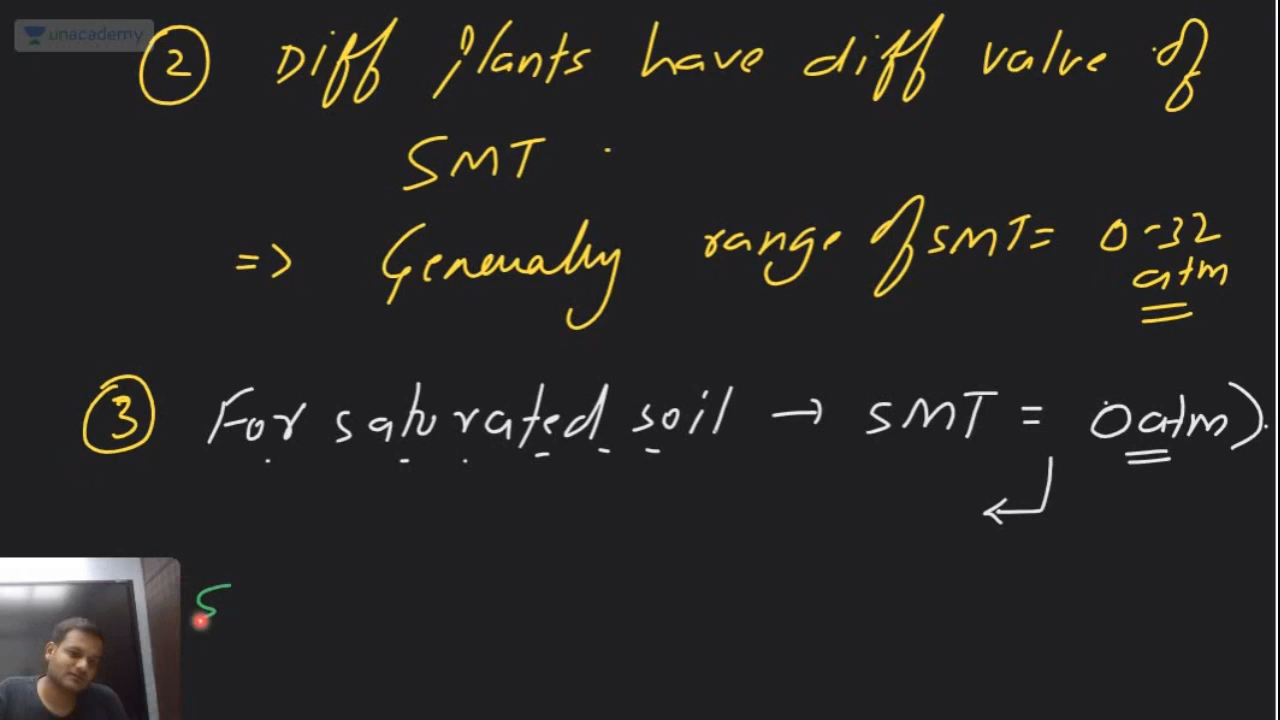 unacademy
② Diff Plants have diff value of
SMT .
=> Generally range of SMT = 0-32
atm
③ For saturated soil → SMT = 0 atm).
S